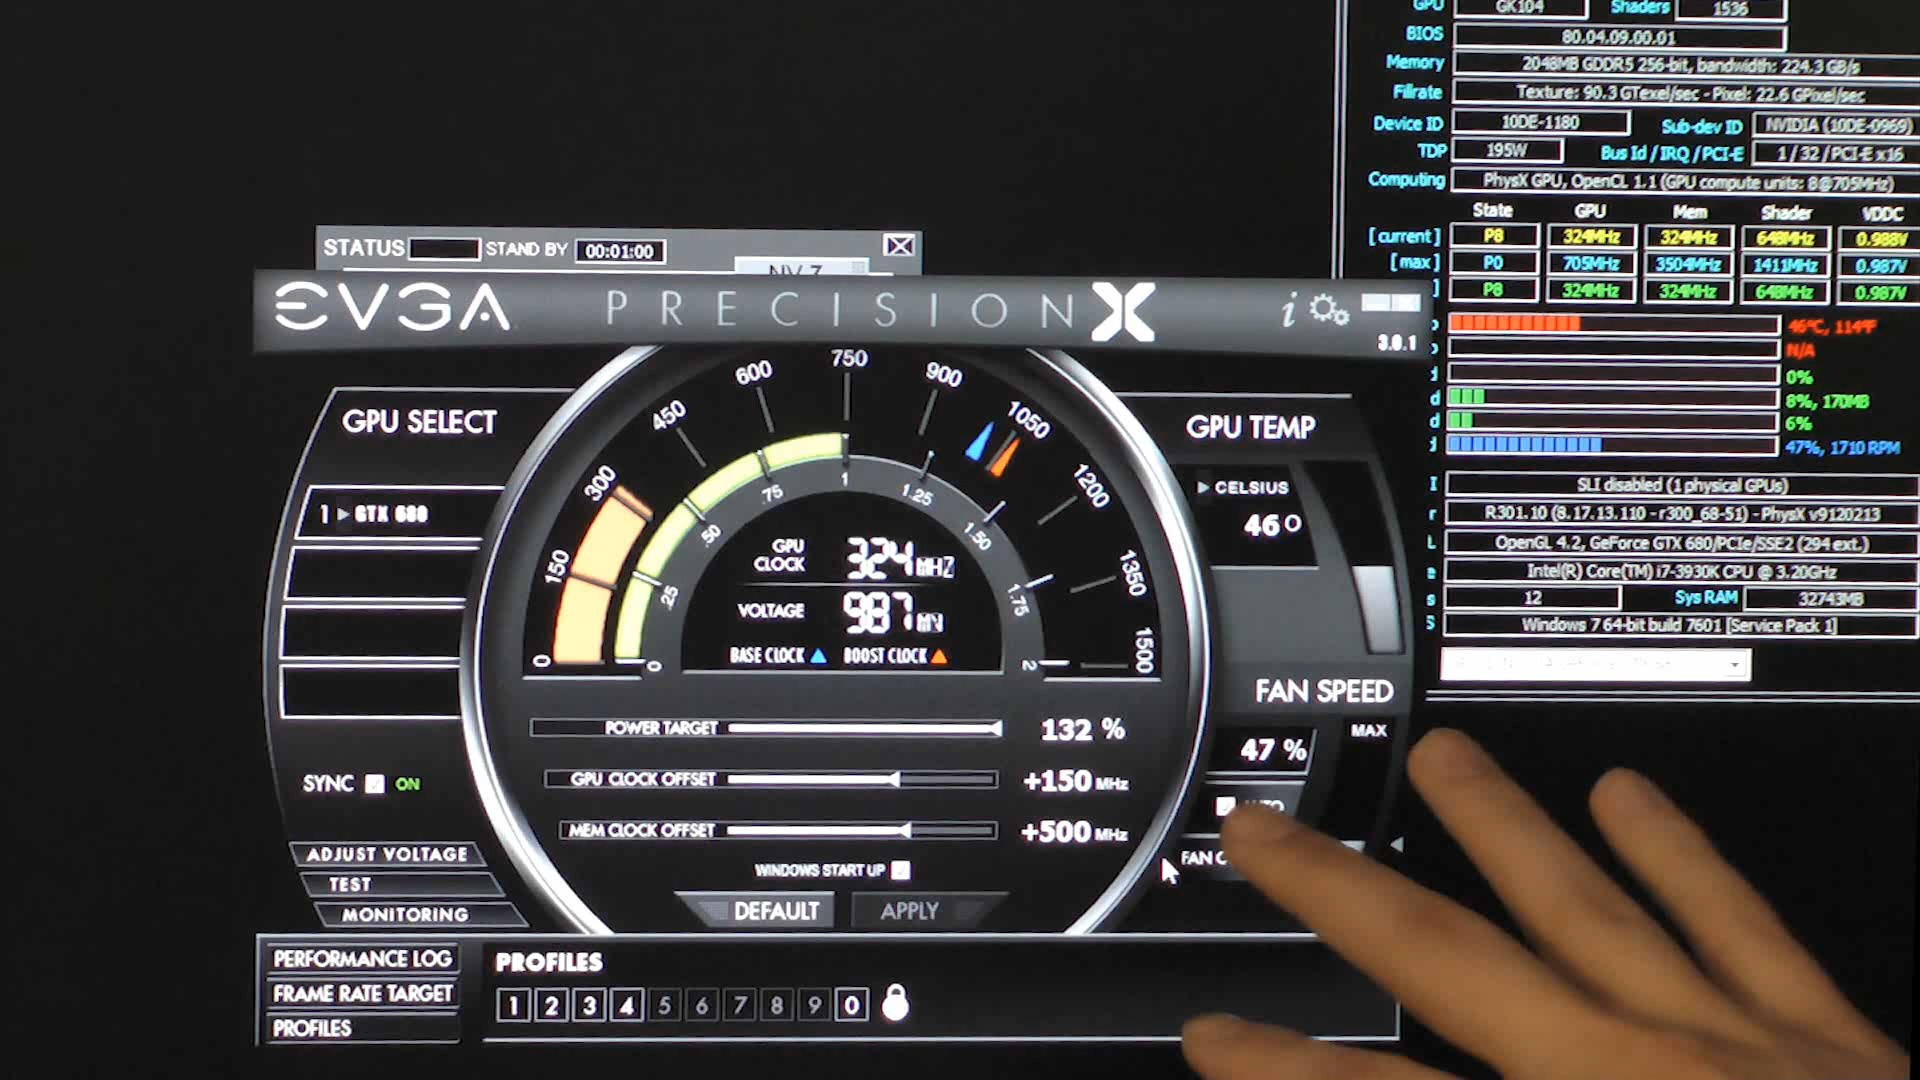 GPU GK104 Shaders 1536
BIOS 80.04.09.00.01
Memory 2048MB GDDR5 256-bit, bandwidth: 224.3 GB/s
Fillrate Texture: 90.3 GTexel/sec - Pixel: 22.6 GPixel/sec
Device ID 10DE-1180 Sub-dev ID NVIDIA (10DE-0969)
TDP 195W Bus Id / IRQ / PCI-E 1 / 32 / PCI-E x16
Computing PhysX GPU, OpenCL 1.1 (GPU compute units: 8@705MHz)
State GPU Mem Shader VDDC
[ current ] P8 324MHz 324MHz 648MHz 0.988V
[ max ] P0 705MHz 3504MHz 1411MHz 0.987V
] P8 324MHz 324MHz 648MHz 0.987V
46°C, 114°F
N/A
0%
8%, 170MB
6%
47%, 1710 RPM
SLI disabled (1 physical GPUs)
R301.10 (8.17.13.110 - r300_68-51) - PhysX v9120213
OpenGL 4.2, GeForce GTX 680/PCIe/SSE2 (294 ext.)
Intel(R) Core(TM) i7-3930K CPU @ 3.20GHz
12 Sys RAM 32743MB
Windows 7 64-bit build 7601 [Service Pack 1]
STATUS STAND BY 00:01:00
EVGA PRECISION X
3.0.1
GPU SELECT
1 GTX 680
SYNC ON
ADJUST VOLTAGE
TEST
MONITORING
0 150 300 450 600 750 900 1050 1200 1350 1500
0 .25 .50 .75 1 1.25 1.50 1.75 2
GPU CLOCK 324 MHZ
VOLTAGE 987 MV
BASE CLOCK BOOST CLOCK
POWER TARGET 132 %
GPU CLOCK OFFSET +150 MHz
MEM CLOCK OFFSET +500 MHz
WINDOWS START UP
DEFAULT APPLY
GPU TEMP
CELSIUS
46°
FAN SPEED
MAX
47 %
AUTO
FAN
PERFORMANCE LOG
FRAME RATE TARGET
PROFILES
PROFILES
1 2 3 4 5 6 7 8 9 0